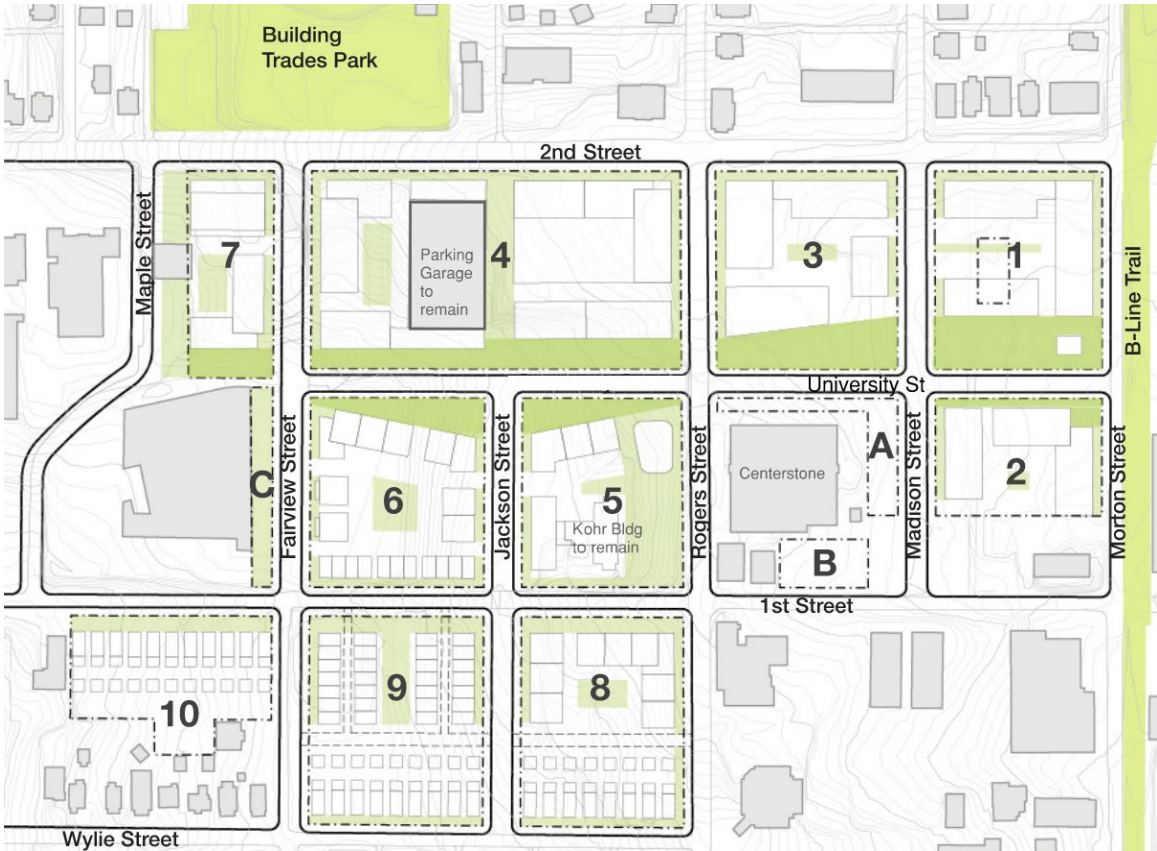 Building
Trades Park
2nd Street
Maple Street
7
Parking
Garage
to
remain
4
3
1
B-Line Trail
University St
C
Fairview Street
6
Jackson Street
5
Kohr Bldg
to remain
Rogers Street
Centerstone
A
B
Madison Street
2
Morton Street
1st Street
10
9
8
Wylie Street